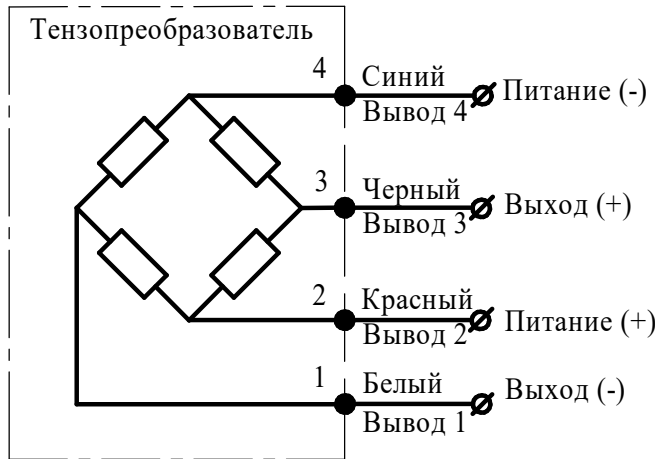 Тензопреобразователь
4 Синий
Вывод 4 Питание (-)
3 Черный
Вывод 3 Выход (+)
2 Красный
Вывод 2 Питание (+)
1 Белый
Вывод 1 Выход (-)